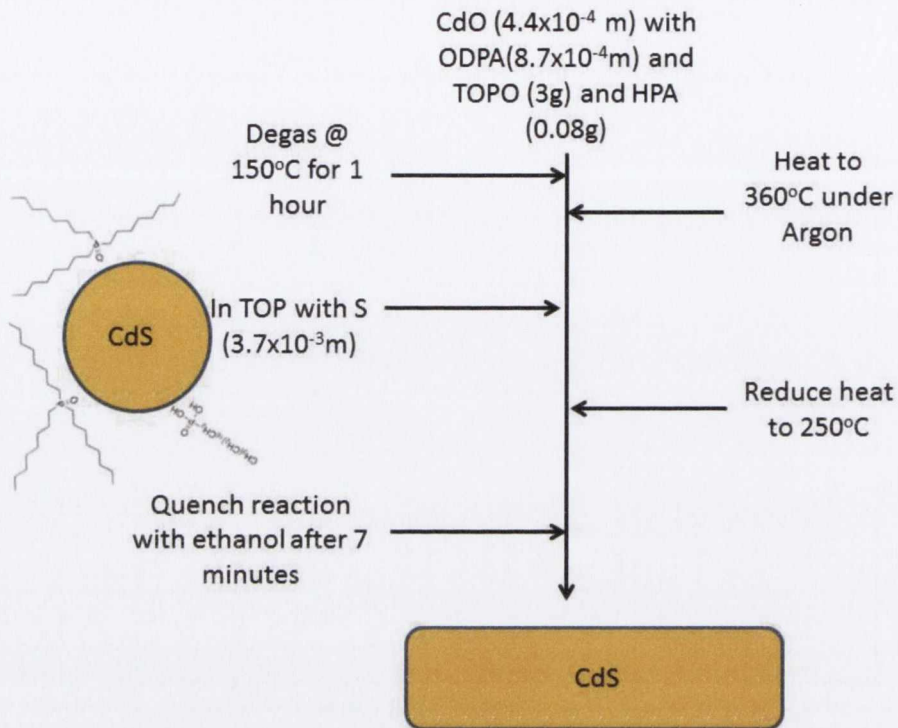 CdO (4.4x10⁻⁴ m) with
ODPA(8.7x10⁻⁴m) and
TOPO (3g) and HPA
(0.08g)
Degas @
150°C for 1
hour
Heat to
360°C under
Argon
CdS
In TOP with S
(3.7x10⁻³m)
Reduce heat
to 250°C
Quench reaction
with ethanol after 7
minutes
CdS